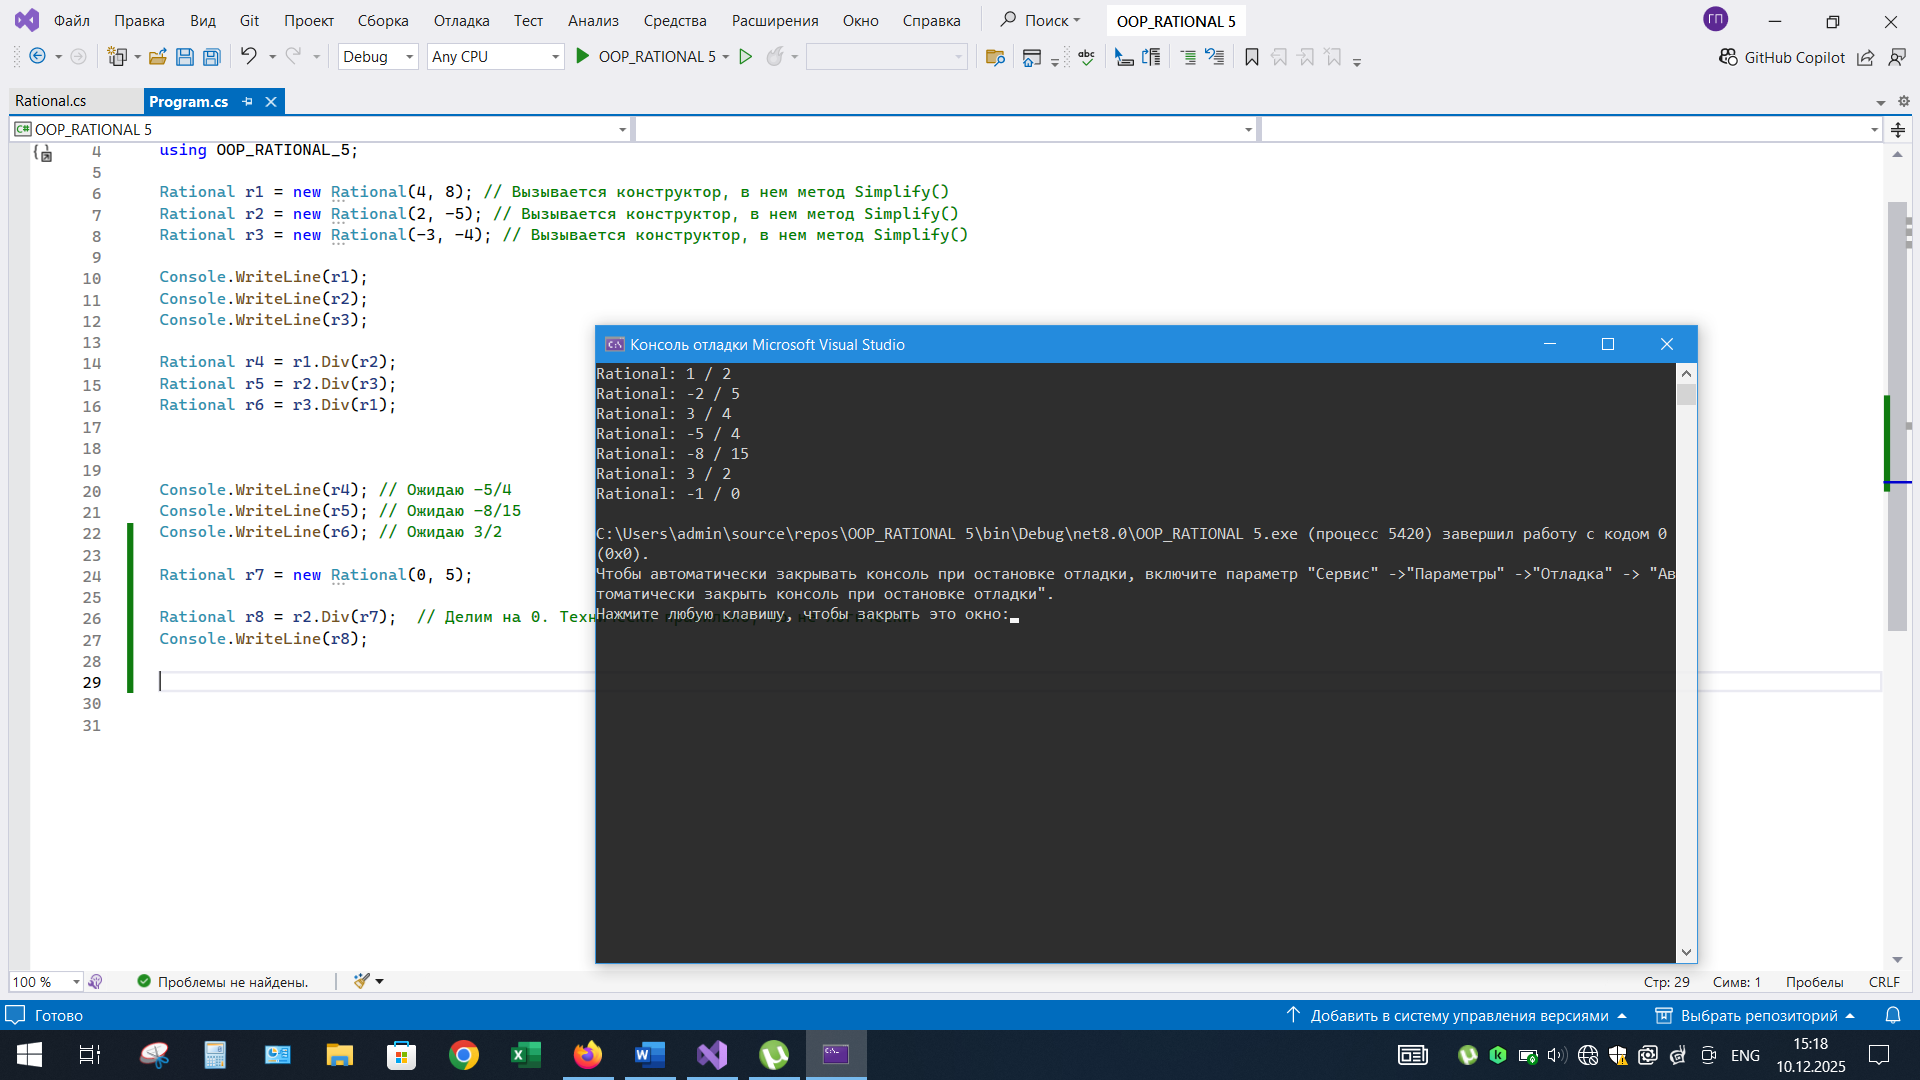 Файл Правка Вид Git Проект Сборка Отладка Тест Анализ Средства Расширения Окно Справка Поиск OOP_RATIONAL 5 ГП
Debug Any CPU OOP_RATIONAL 5 abc GitHub Copilot
Rational.cs Program.cs
C# OOP_RATIONAL 5
4 using OOP_RATIONAL_5;
5
6 Rational r1 = new Rational(4, 8); // Вызывается конструктор, в нем метод Simplify()
7 Rational r2 = new Rational(2, -5); // Вызывается конструктор, в нем метод Simplify()
8 Rational r3 = new Rational(-3, -4); // Вызывается конструктор, в нем метод Simplify()
9
10 Console.WriteLine(r1);
11 Console.WriteLine(r2);
12 Console.WriteLine(r3);
13
14 Rational r4 = r1.Div(r2);
15 Rational r5 = r2.Div(r3);
16 Rational r6 = r3.Div(r1);
17
18
19
20 Console.WriteLine(r4); // Ожидаю -5/4
21 Console.WriteLine(r5); // Ожидаю -8/15
22 Console.WriteLine(r6); // Ожидаю 3/2
23
24 Rational r7 = new Rational(0, 5);
25
26 Rational r8 = r2.Div(r7); // Делим на 0.
27 Console.WriteLine(r8);
28
29
30
31
Консоль отладки Microsoft Visual Studio
Rational: 1 / 2
Rational: -2 / 5
Rational: 3 / 4
Rational: -5 / 4
Rational: -8 / 15
Rational: 3 / 2
Rational: -1 / 0
C:\Users\admin\source\repos\OOP_RATIONAL 5\bin\Debug\net8.0\OOP_RATIONAL 5.exe (процесс 5420) завершил работу с кодом 0
(0x0).
Чтобы автоматически закрывать консоль при остановке отладки, включите параметр "Сервис" ->"Параметры" ->"Отладка" -> "Ав
томатически закрыть консоль при остановке отладки".
Нажмите любую клавишу, чтобы закрыть это окно:
100 % Проблемы не найдены. Стр: 29 Симв: 1 Пробелы CRLF
Готово Добавить в систему управления версиями Выбрать репозиторий
ENG 15:18
10.12.2025